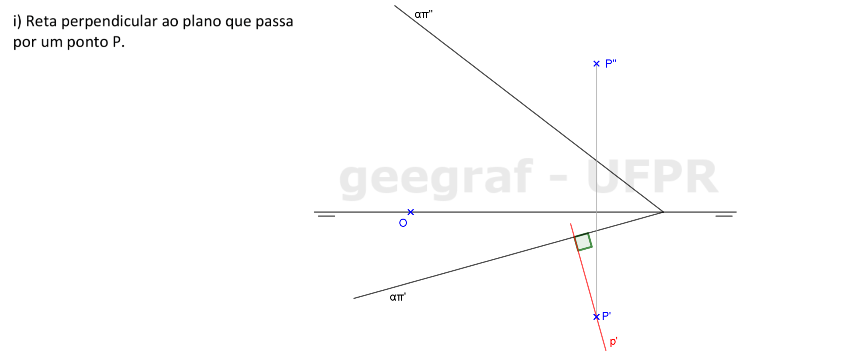 i) Reta perpendicular ao plano que passa
por um ponto P.
απ"
P"
geegraf - UFPR
O
απ'
P'
p'